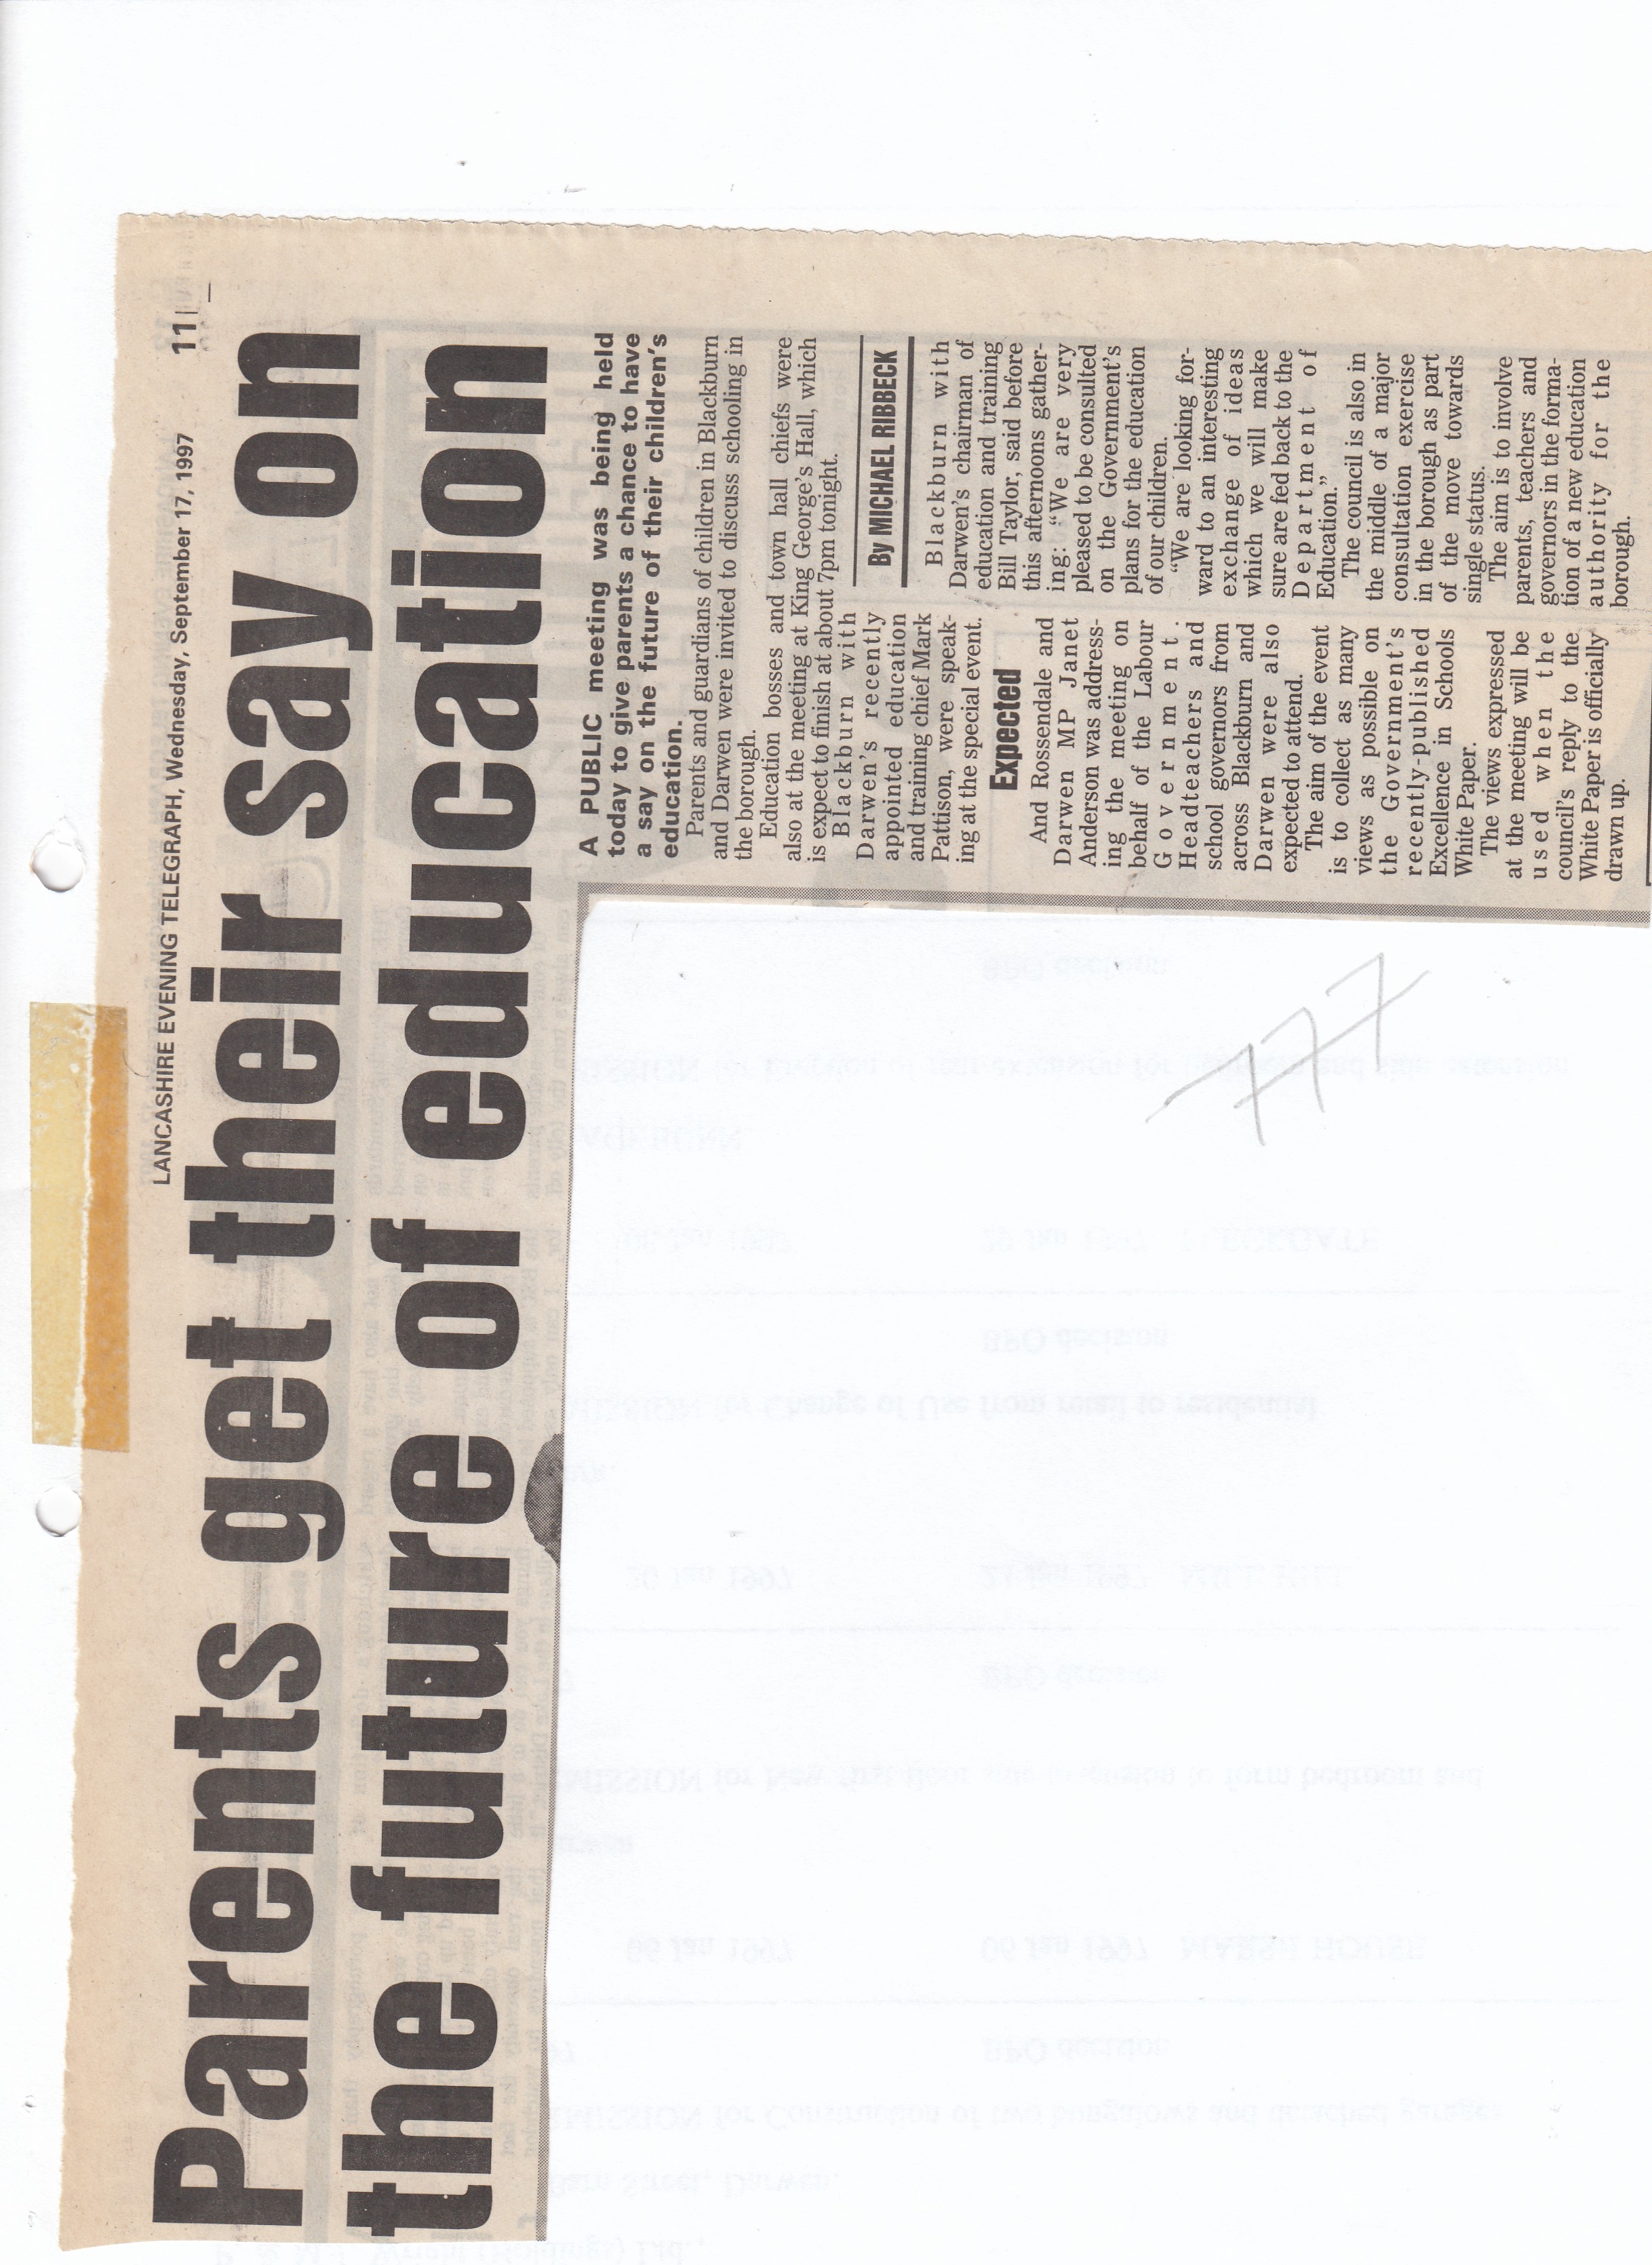 LANCASHIRE EVENING TELEGRAPH, Wednesday, September 17, 1997 11
Parents get their say on
the future of education
A PUBLIC meeting was being held
today to give parents a chance to have
a say on the future of their children's
education.
Parents and guardians of children in Blackburn
and Darwen were invited to discuss schooling in
the borough.
Education bosses and town hall chiefs were
also at the meeting at King George's Hall, which
is expect to finish at about 7pm tonight.
Blackburn with
Darwen's recently
appointed education
and training chief Mark
Pattison, were speak-
ing at the special event.
Expected
And Rossendale and
Darwen MP Janet
Anderson was address-
ing the meeting on
behalf of the Labour
Government.
Headteachers and
school governors from
across Blackburn and
Darwen were also
expected to attend.
The aim of the event
is to collect as many
views as possible on
the Government's
recently-published
Excellence in Schools
White Paper.
The views expressed
at the meeting will be
used when the
council's reply to the
White Paper is officially
drawn up.
By MICHAEL RIBBECK
Blackburn with
Darwen's chairman of
education and training
Bill Taylor, said before
this afternoons gather-
ing: "We are very
pleased to be consulted
on the Government's
plans for the education
of our children.
"We are looking for-
ward to an interesting
exchange of ideas
which we will make
sure are fed back to the
Department of
Education."
The council is also in
the middle of a major
consultation exercise
in the borough as part
of the move towards
single status.
The aim is to involve
parents, teachers and
governors in the forma-
tion of a new education
authority for the
borough.
177